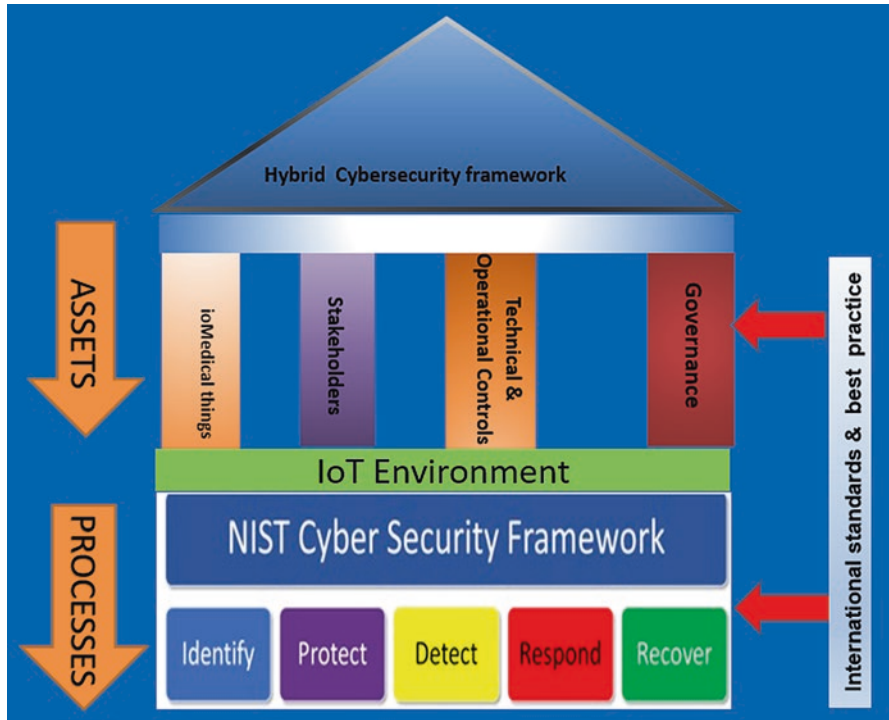 Hybrid Cybersecurity framework
ASSETS
ioMedical things
Stakeholders
Technical &
Operational Controls
Governance
International standards & best practice
IoT Environment
PROCESSES
NIST Cyber Security Framework
Identify
Protect
Detect
Respond
Recover